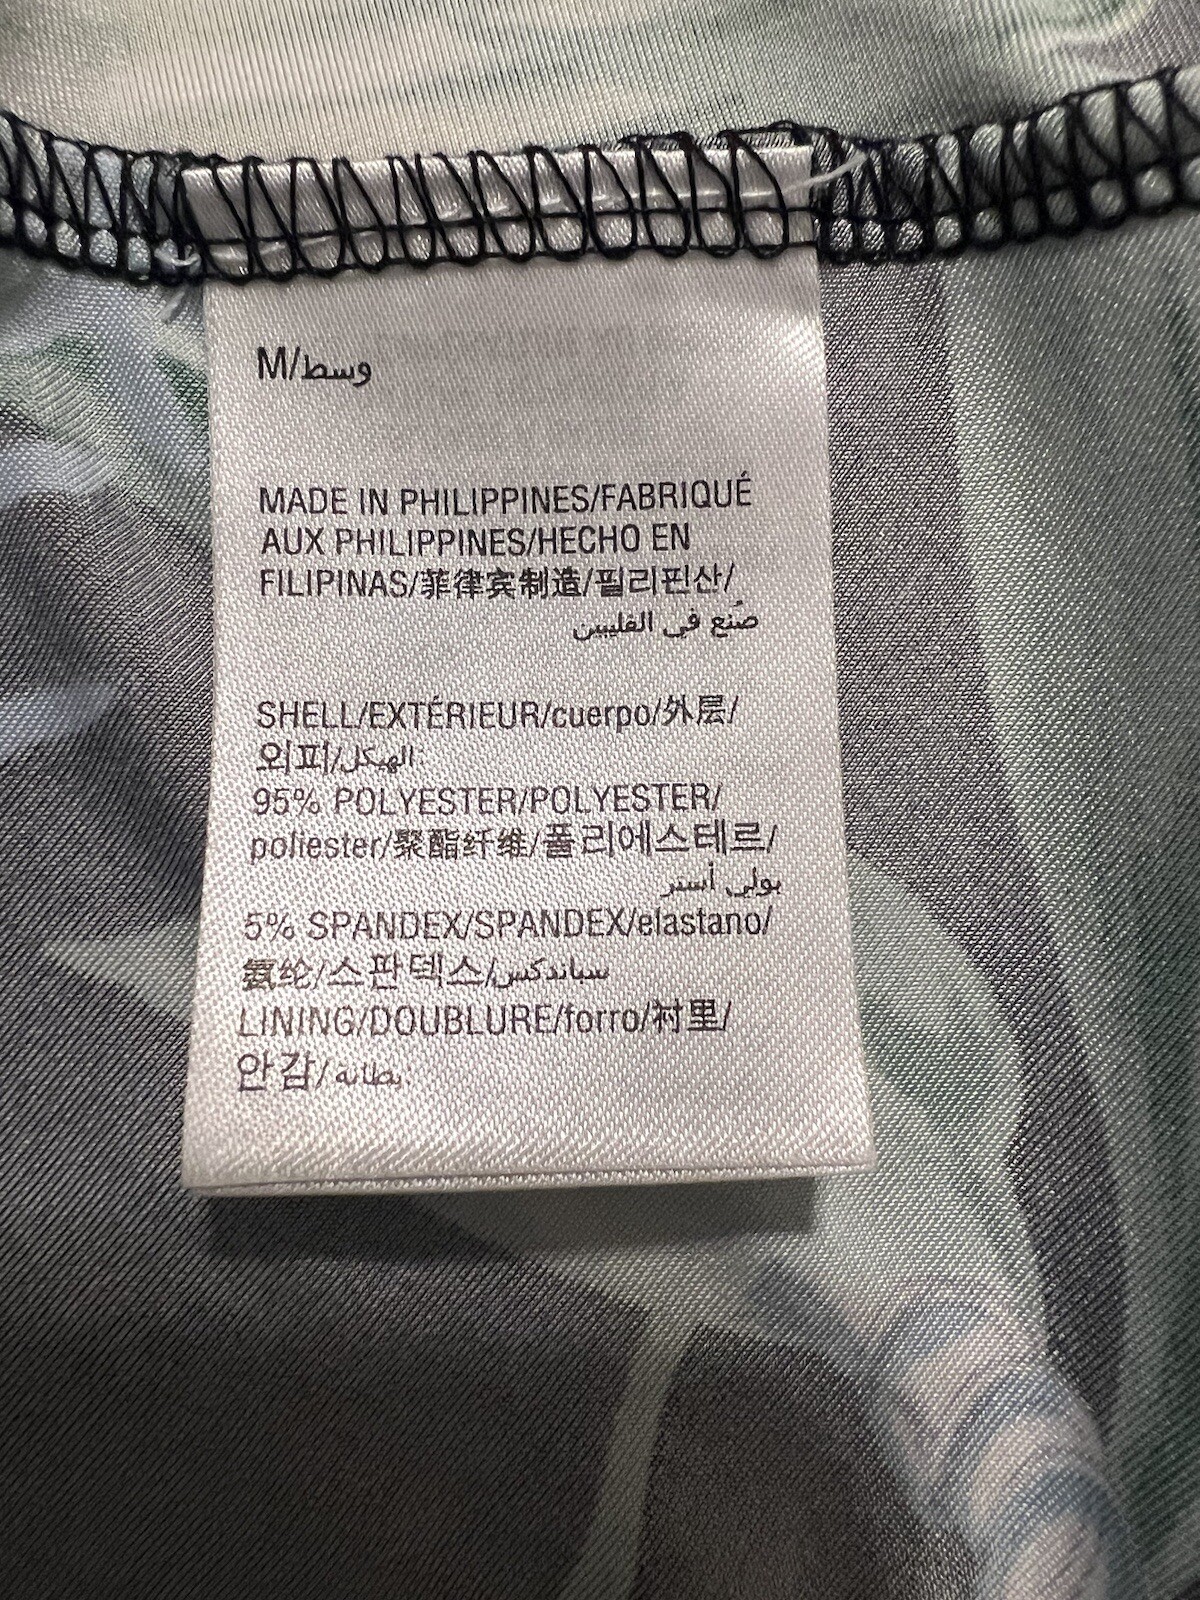 M/وسط
MADE IN PHILIPPINES/FABRIQUÉ
AUX PHILIPPINES/HECHO EN
FILIPINAS/菲律宾制造/필리핀산/
صُنع في الفليبين
SHELL/EXTÉRIEUR/cuerpo/外层/
외피/الهيكل:
95% POLYESTER/POLYESTER/
poliester/聚酯纤维/폴리에스테르/
بولي أستر
5% SPANDEX/SPANDEX/elastano/
氨纶/스판덱스/سباندكس
LINING/DOUBLURE/forro/衬里/
안감/بطانه: